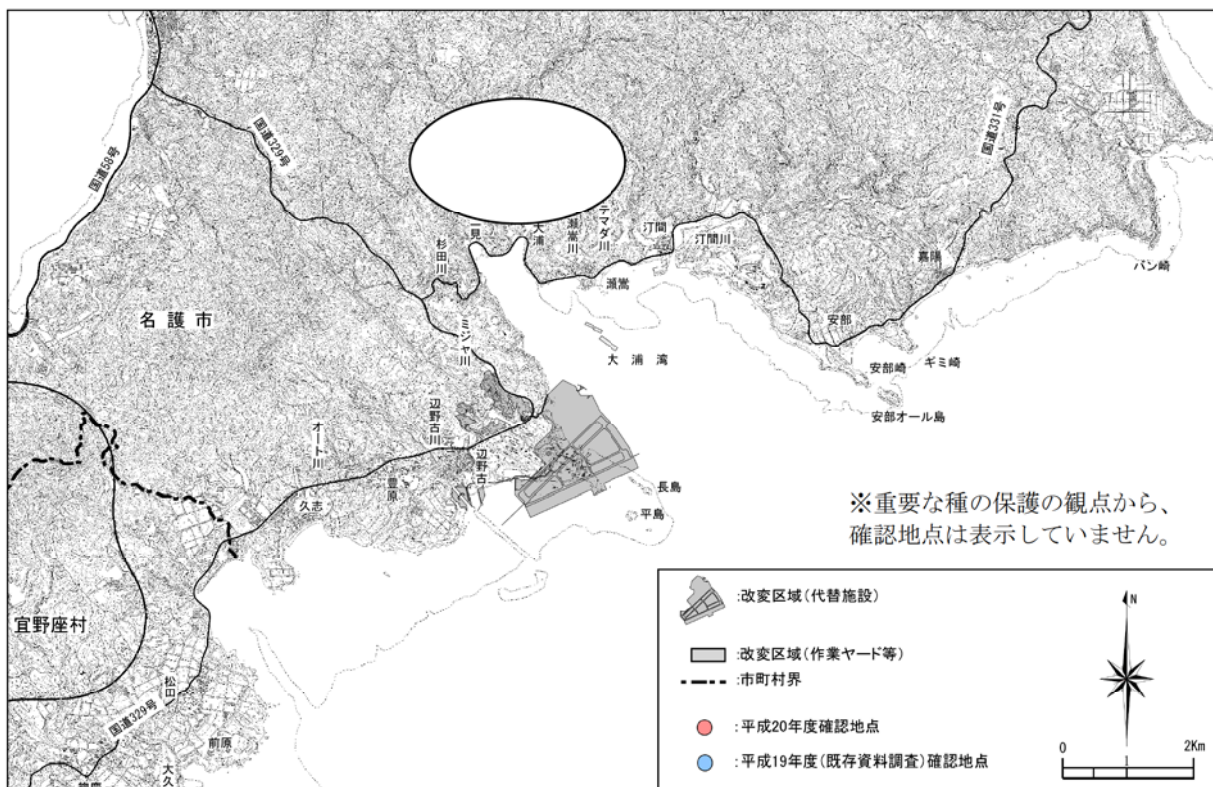 国道58号
国道329号
国道331号
見
大浦
瀬嵩川
テマダ川
汀間
汀間川
杉田川
嘉陽
バン崎
瀬嵩
名護市
ミジャ川
大浦湾
安部
安部崎
ギミ崎
安部オール島
辺野古川
辺野古
オート川
豊原
久志
長島
平島
※重要な種の保護の観点から、
確認地点は表示していません。
宜野座村
松田
国道329号
前原
大久
:改変区域(代替施設)
:改変区域(作業ヤード等)
:市町村界
:平成20年度確認地点
:平成19年度(既存資料調査)確認地点
N
0
1
2Km